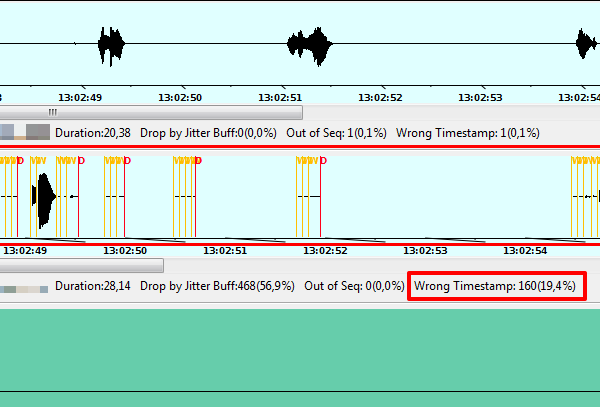 13:02:49 13:02:50 13:02:51 13:02:52 13:02:53 13:02:54
Duration:20,38 Drop by Jitter Buff:0(0,0%) Out of Seq: 1(0,1%) Wrong Timestamp: 1(0,1%)
D D D D D D
13:02:49 13:02:50 13:02:51 13:02:52 13:02:53 13:02:54
Duration:28,14 Drop by Jitter Buff:468(56,9%) Out of Seq: 0(0,0%) Wrong Timestamp: 160(19,4%)